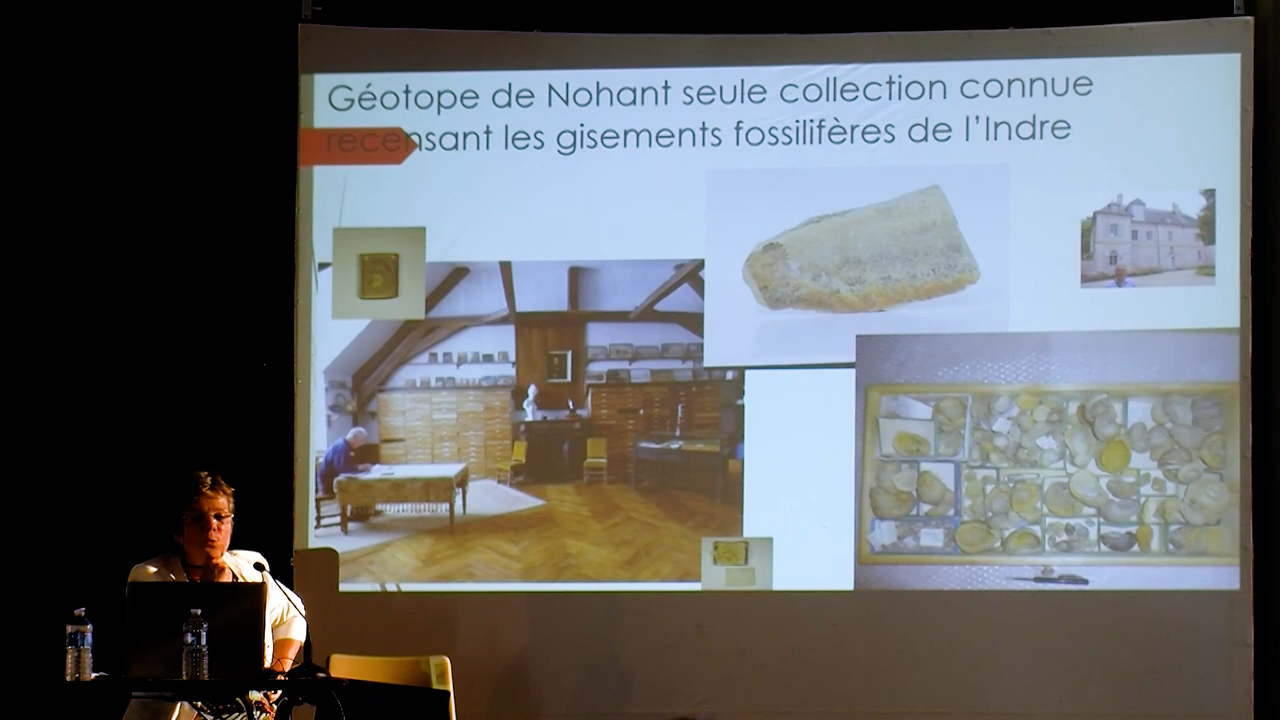 Géotope de Nohant seule collection connue
recensant les gisements fossilifères de l'Indre